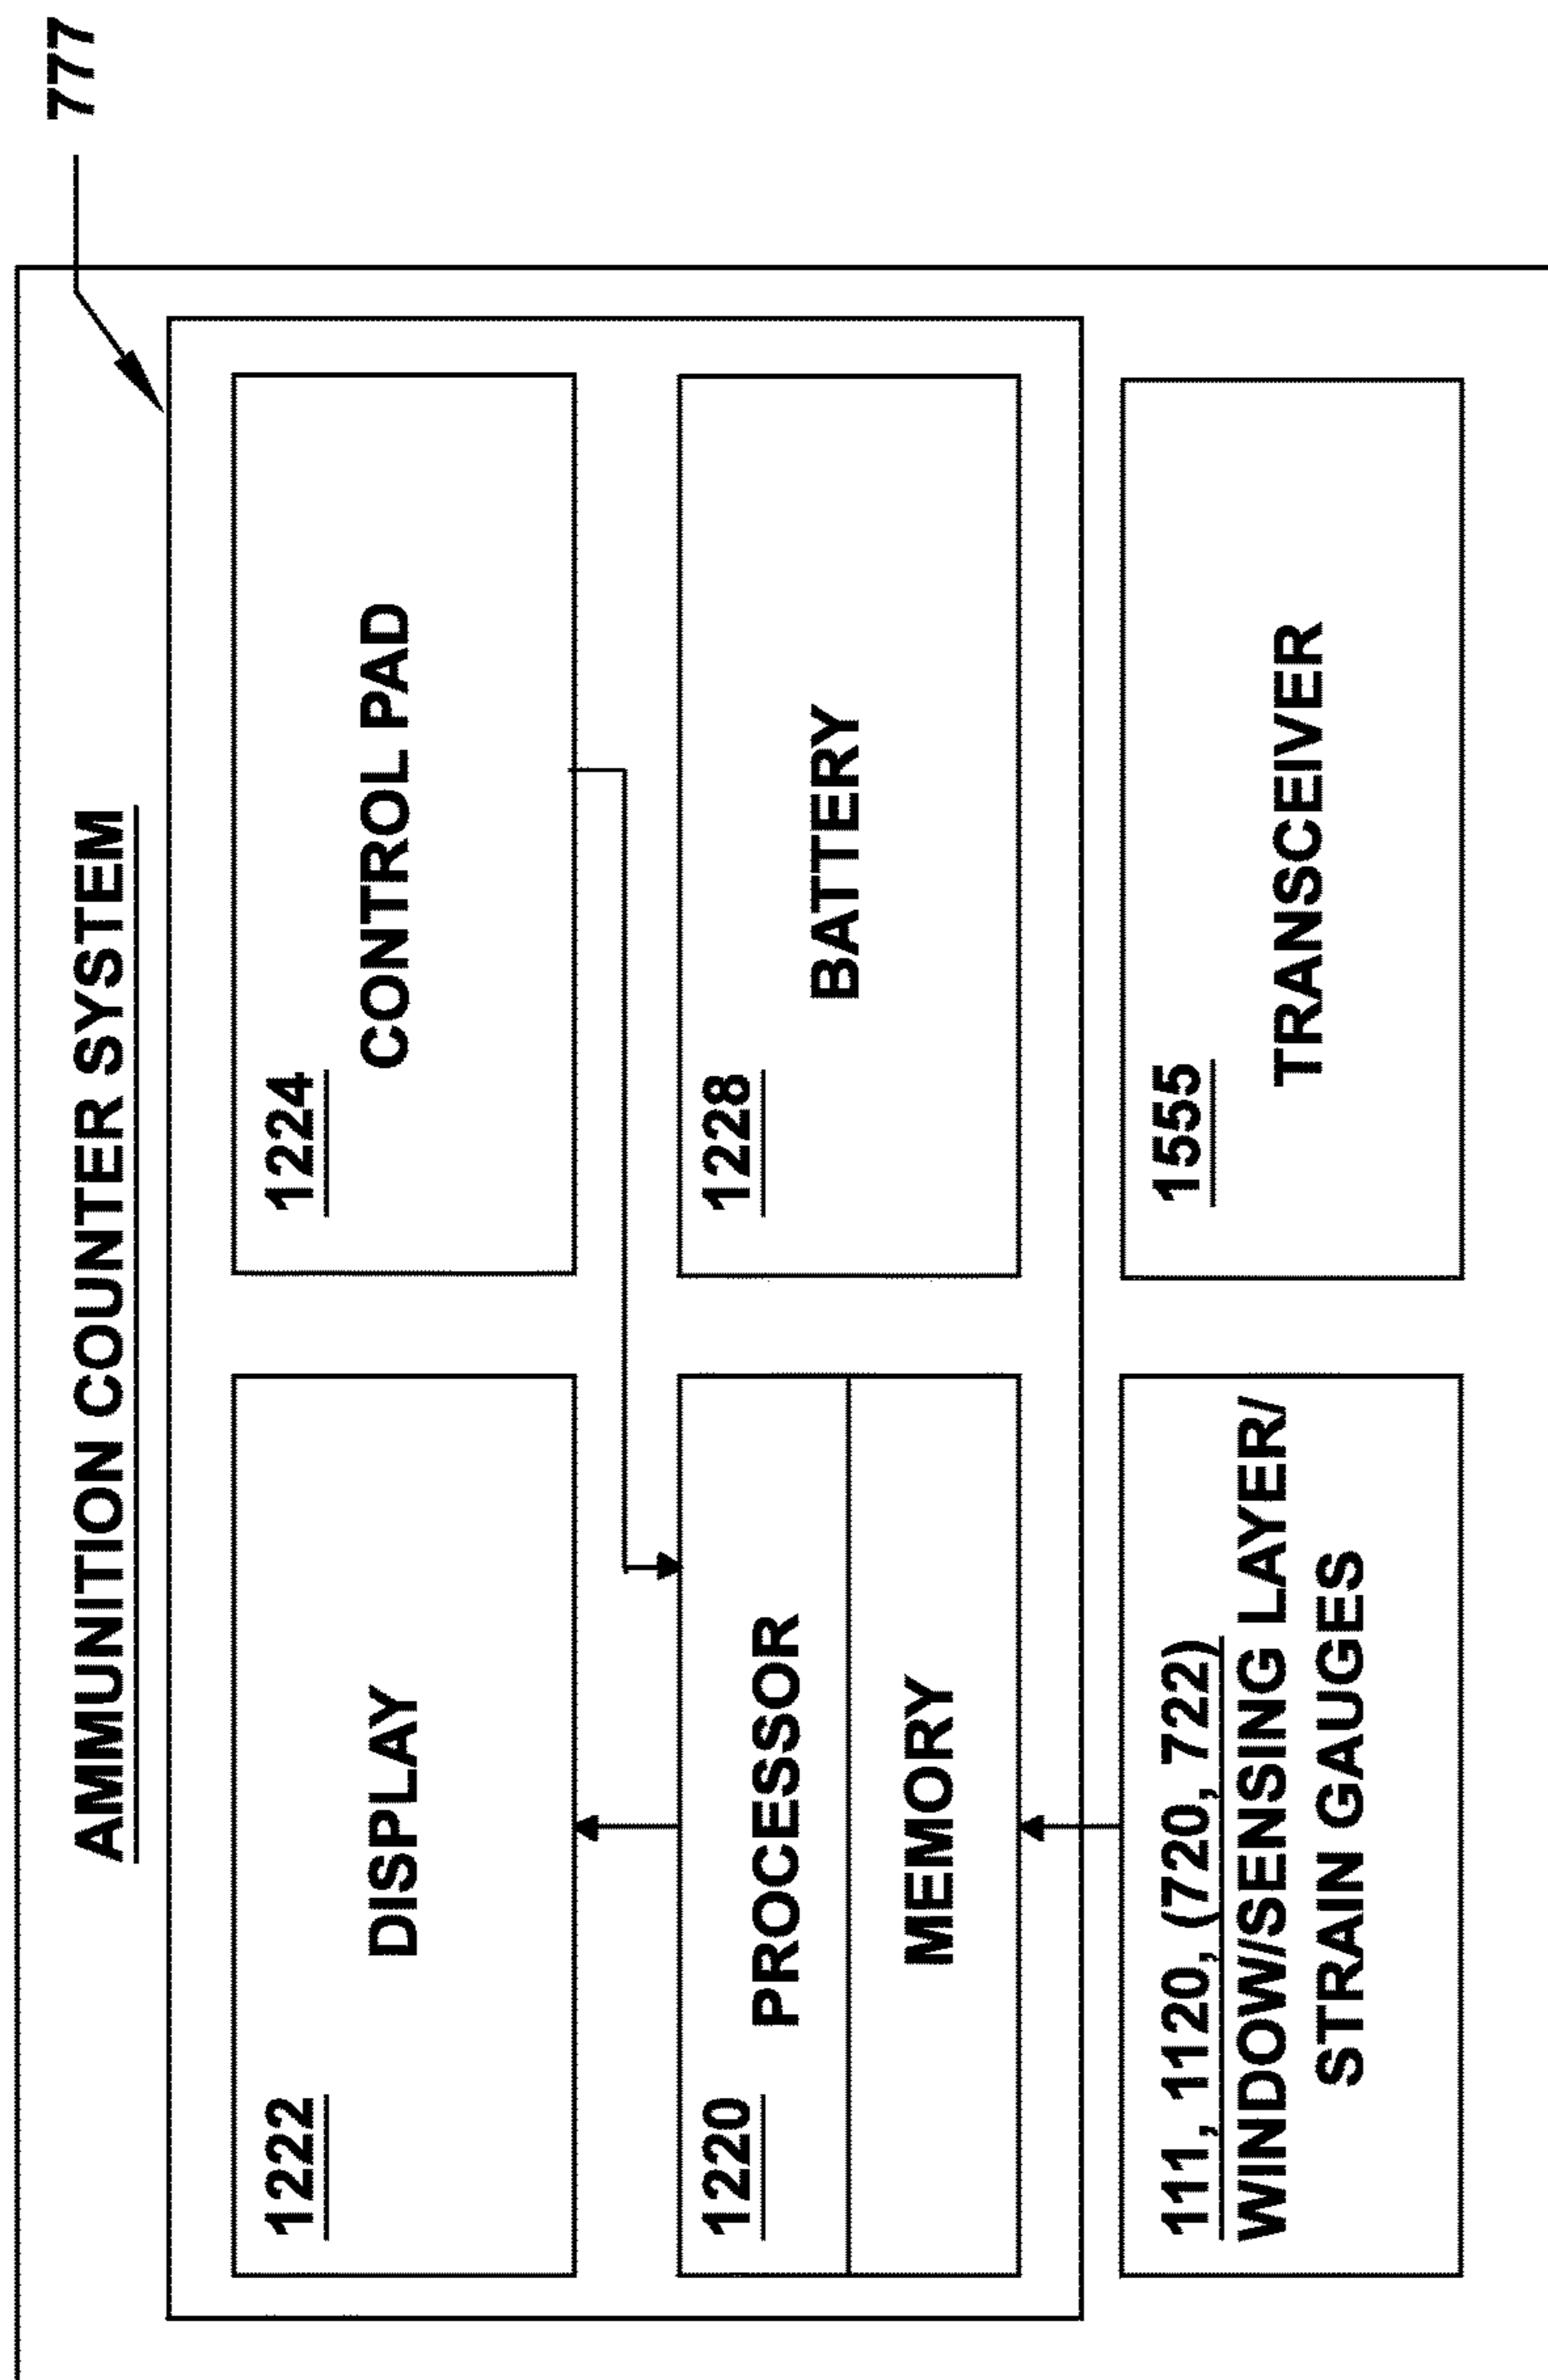 777
AMMUNITION COUNTER SYSTEM
1222
DISPLAY
1224
CONTROL PAD
1220
PROCESSOR
MEMORY
1228
BATTERY
111, 1120, (720, 722)
WINDOW/SENSING LAYER/
STRAIN GAUGES
1555
TRANSCEIVER